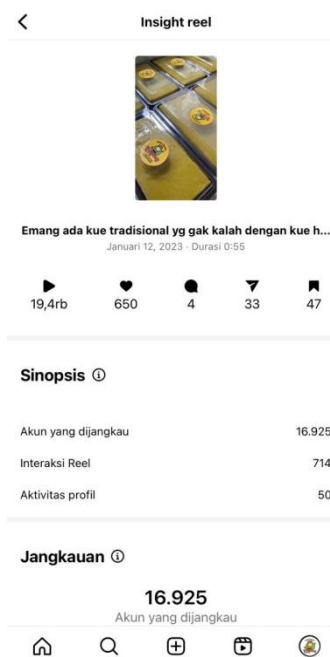 Insight reel
Emang ada kue tradisional yg gak kalah dengan kue h...
Januari 12, 2023 · Durasi 0:55
19,4rb 650 4 33 47
Sinopsis
Akun yang dijangkau 16.925
Interaksi Reel 714
Aktivitas profil 50
Jangkauan
16.925
Akun yang dijangkau